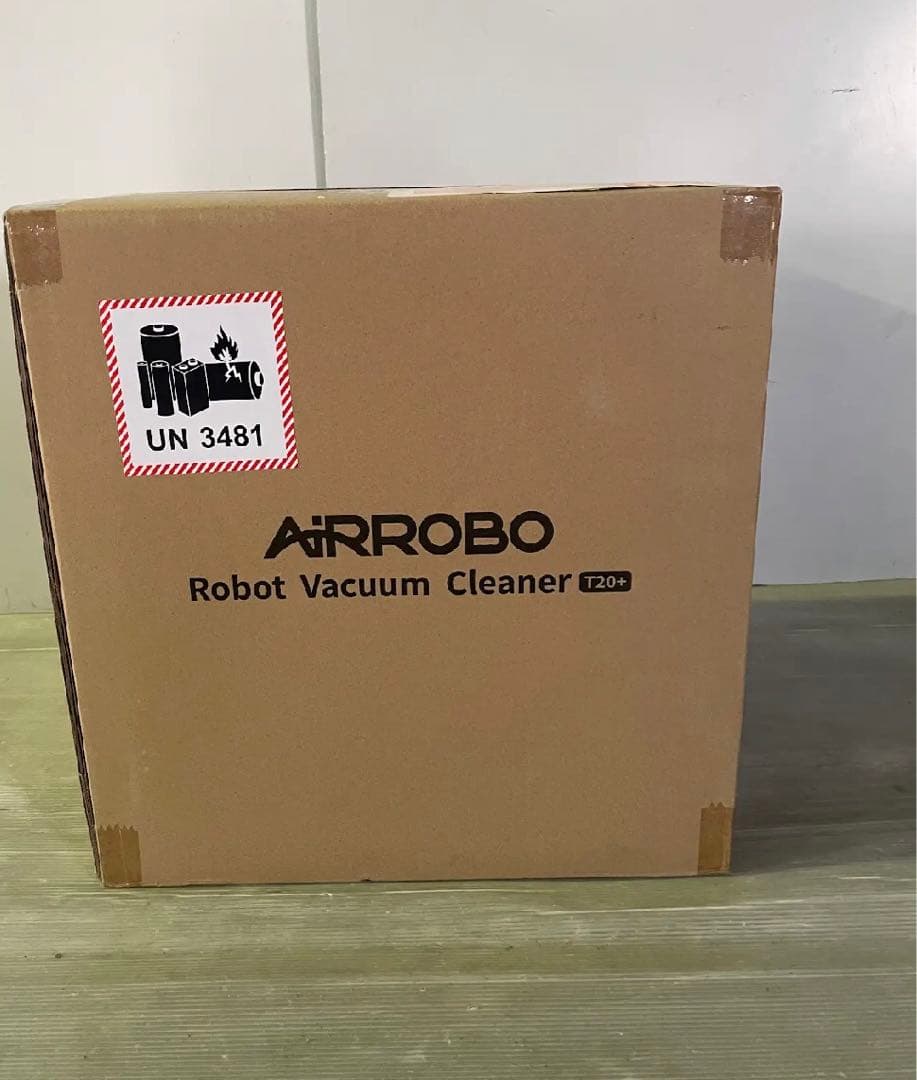 UN 3481
AiRROBO
Robot Vacuum Cleaner T20+